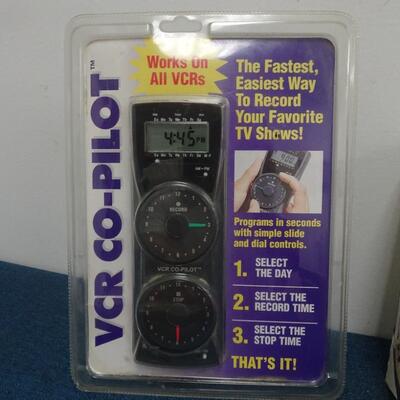 VCR CO-PILOT™
Works On
All VCRs
The Fastest,
Easiest Way
To Record
Your Favorite
TV Shows!
4:45 PM
RECORD
VCR CO-PILOT™
STOP
Programs in seconds
with simple slide
and dial controls.
1. SELECT
THE DAY
2. SELECT THE
RECORD TIME
3. SELECT THE
STOP TIME
THAT'S IT!